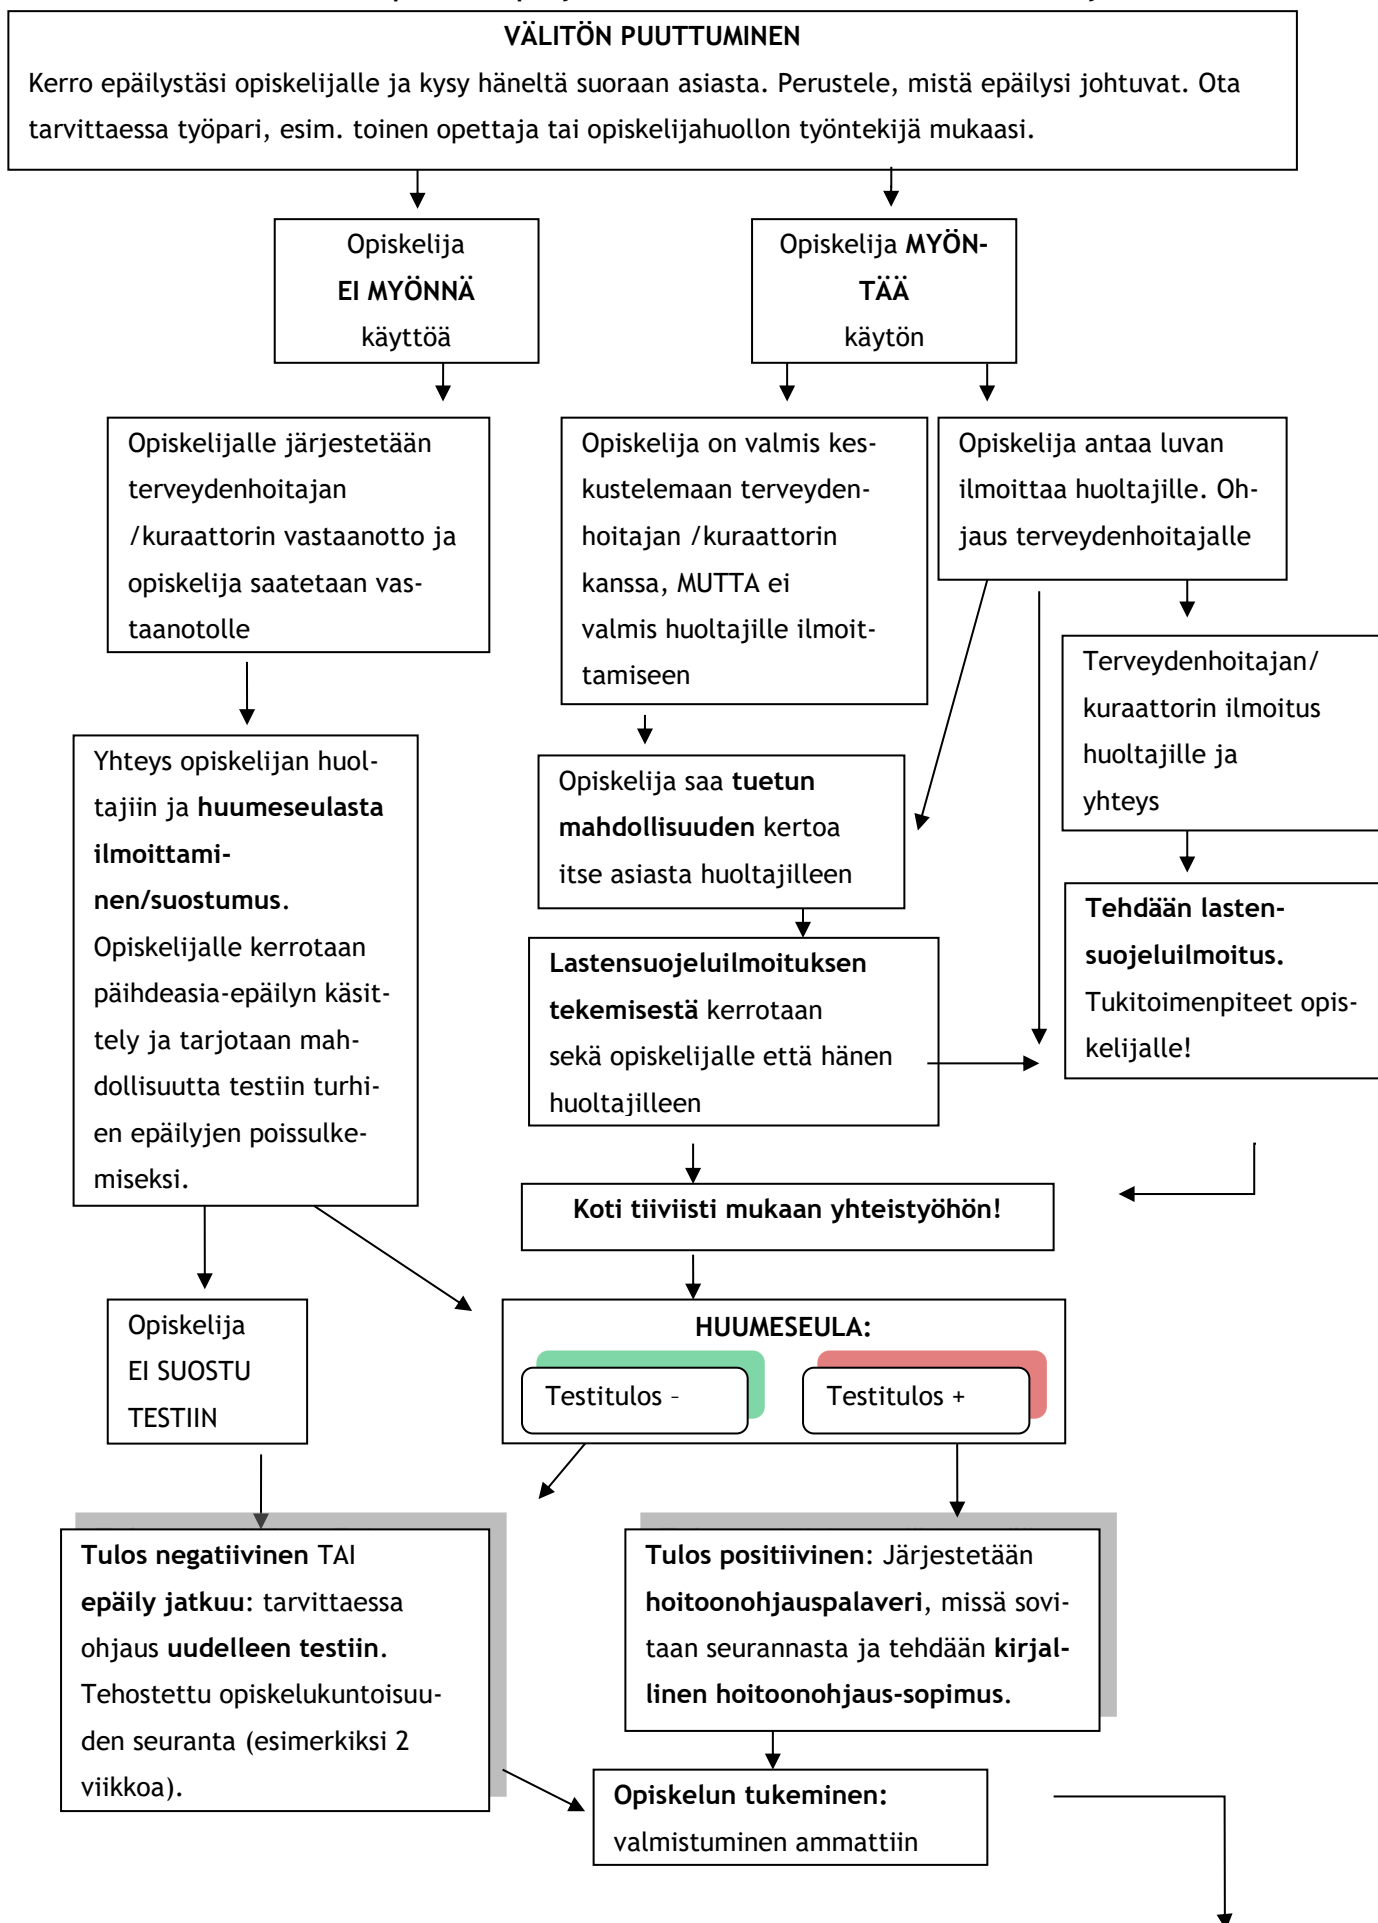 VÄLITÖN PUUTTUMINEN
Kerro epäilystäsi opiskelijalle ja kysy häneltä suoraan asiasta. Perustele, mistä epäilysi johtuvat. Ota
tarvittaessa työpari, esim. toinen opettaja tai opiskelijahuollon työntekijä mukaasi.
Opiskelija
EI MYÖNNÄ
käyttöä
Opiskelija MYÖN-
TÄÄ
käytön
Opiskelijalle järjestetään
terveydenhoitajan
/kuraattorin vastaanotto ja
opiskelija saatetaan vas-
taanotolle
Opiskelija on valmis kes-
kustelemaan terveyden-
hoitajan /kuraattorin
kanssa, MUTTA ei
valmis huoltajille ilmoit-
tamiseen
Opiskelija antaa luvan
ilmoittaa huoltajille. Oh-
jaus terveydenhoitajalle
Terveydenhoitajan/
kuraattorin ilmoitus
huoltajille ja
yhteys
Yhteys opiskelijan huol-
tajiin ja huumeseulasta
ilmoittami-
nen/suostumus.
Opiskelijalle kerrotaan
päihdeasia-epäilyn käsit-
tely ja tarjotaan mah-
dollisuutta testiin turhi-
en epäilyjen poissulke-
miseksi.
Opiskelija saa tuetun
mahdollisuuden kertoa
itse asiasta huoltajilleen
Tehdään lasten-
suojeluilmoitus.
Tukitoimenpiteet opis-
kelijalle!
Lastensuojeluilmoituksen
tekemisestä kerrotaan
sekä opiskelijalle että hänen
huoltajilleen
Koti tiiviisti mukaan yhteistyöhön!
Opiskelija
EI SUOSTU
TESTIIN
HUUMESEULA:
Testitulos –
Testitulos +
Tulos negatiivinen TAI
epäily jatkuu: tarvittaessa
ohjaus uudelleen testiin.
Tehostettu opiskelukuntoisuu-
den seuranta (esimerkiksi 2
viikkoa).
Tulos positiivinen: Järjestetään
hoitoonohjauspalaveri, missä sovi-
taan seurannasta ja tehdään kirjal-
linen hoitoonohjaus-sopimus.
Opiskelun tukeminen:
valmistuminen ammattiin